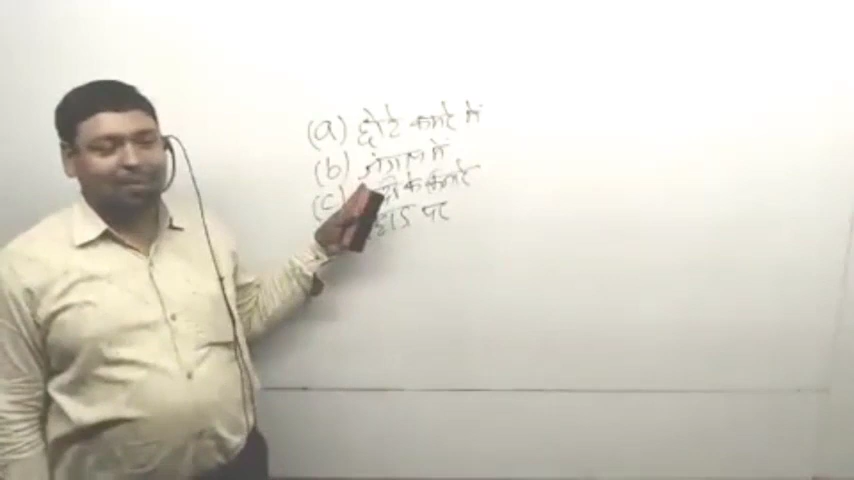 (a) छोटे कमरे में
(b) जंगल में
(c) के किनारे
पर